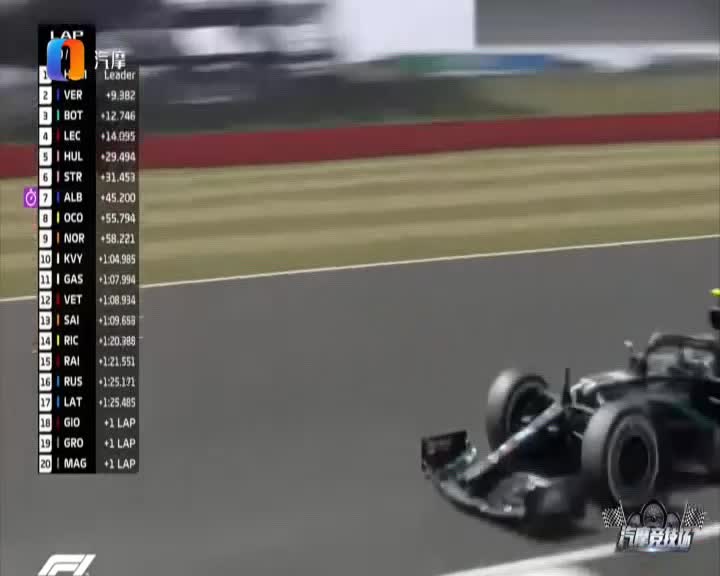 LAP
汽摩
1 Leader
2 VER +9.382
3 BOT +12.746
4 LEC +14.095
5 HUL +29.494
6 STR +31.453
7 ALB +45.200
8 OCO +55.794
9 NOR +58.221
10 KVY +1:04.985
11 GAS +1:07.994
12 VET +1:08.934
13 SAI +1:09.653
14 RIC +1:20.388
15 RAI +1:21.551
16 RUS +1:25.171
17 LAT +1:25.485
18 GIO +1 LAP
19 GRO +1 LAP
20 MAG +1 LAP
汽摩竞技场
F1